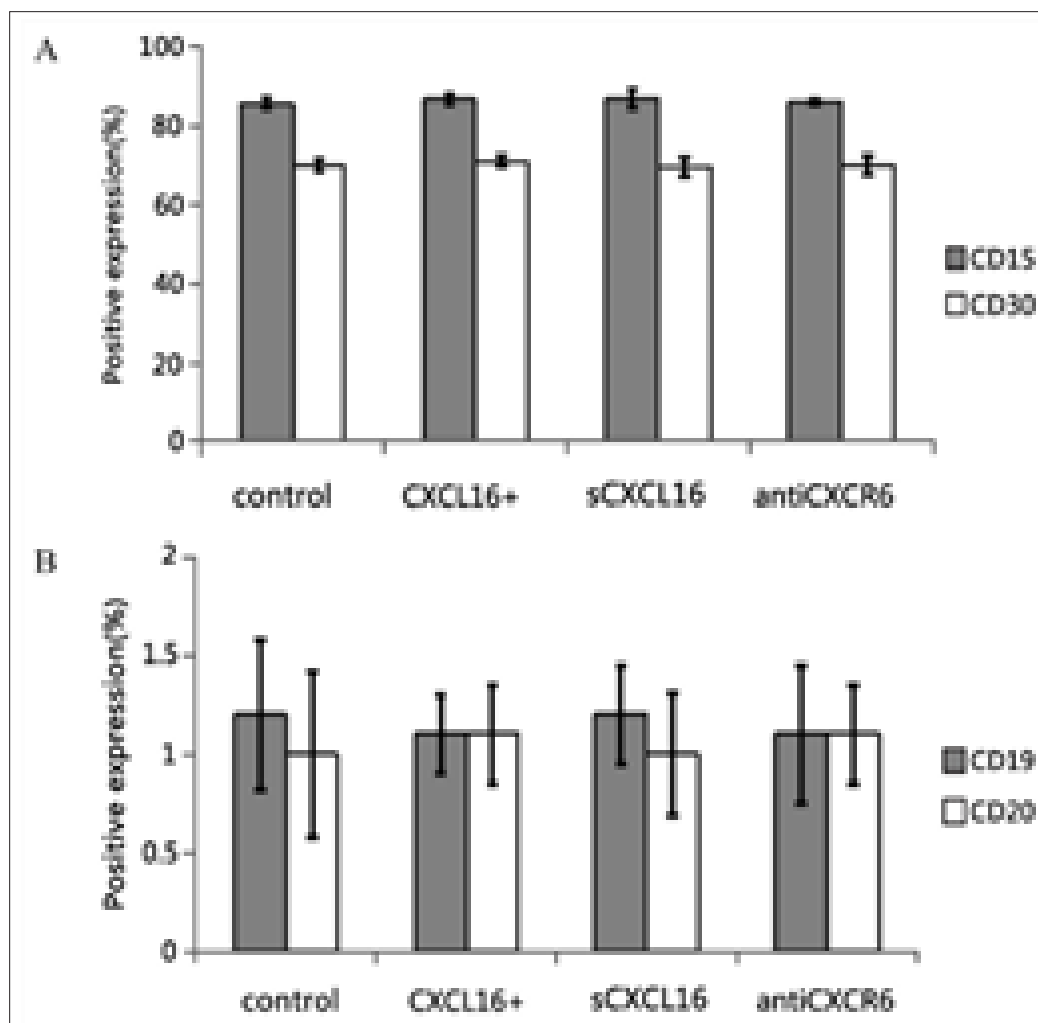 A
Positive expression(%)
100
80
60
40
20
0
control CXCL16+ sCXCL16 antiCXCR6
CD15
CD30
B
Positive expression(%)
2
1.5
1
0.5
0
control CXCL16+ sCXCL16 antiCXCR6
CD19
CD20